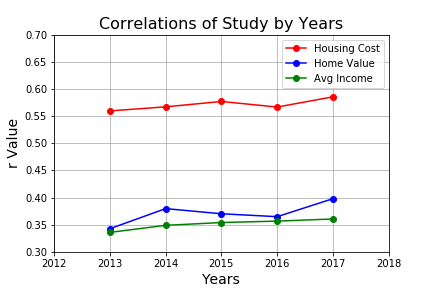 Correlations of Study by Years
0.70
0.65
0.60
0.55
0.50
0.45
0.40
0.35
0.30
r Value
Housing Cost
Home Value
Avg Income
2012 2013 2014 2015 2016 2017 2018
Years